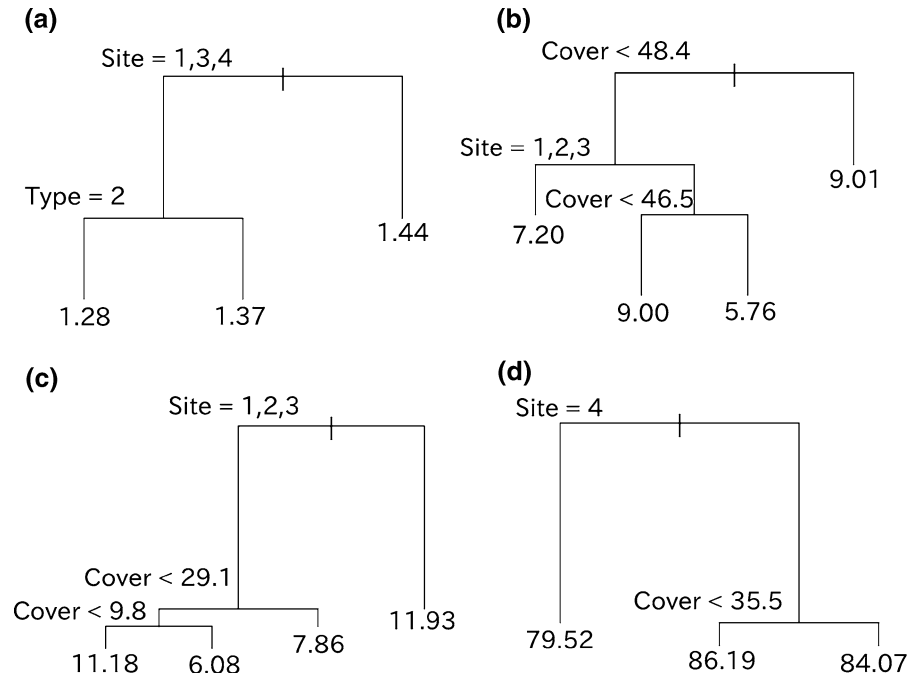 (a)
Site = 1,3,4
Type = 2
1.44
1.28
1.37
(b)
Cover < 48.4
Site = 1,2,3
9.01
Cover < 46.5
7.20
9.00
5.76
(c)
Site = 1,2,3
Cover < 29.1
Cover < 9.8
11.93
7.86
11.18
6.08
(d)
Site = 4
Cover < 35.5
79.52
86.19
84.07